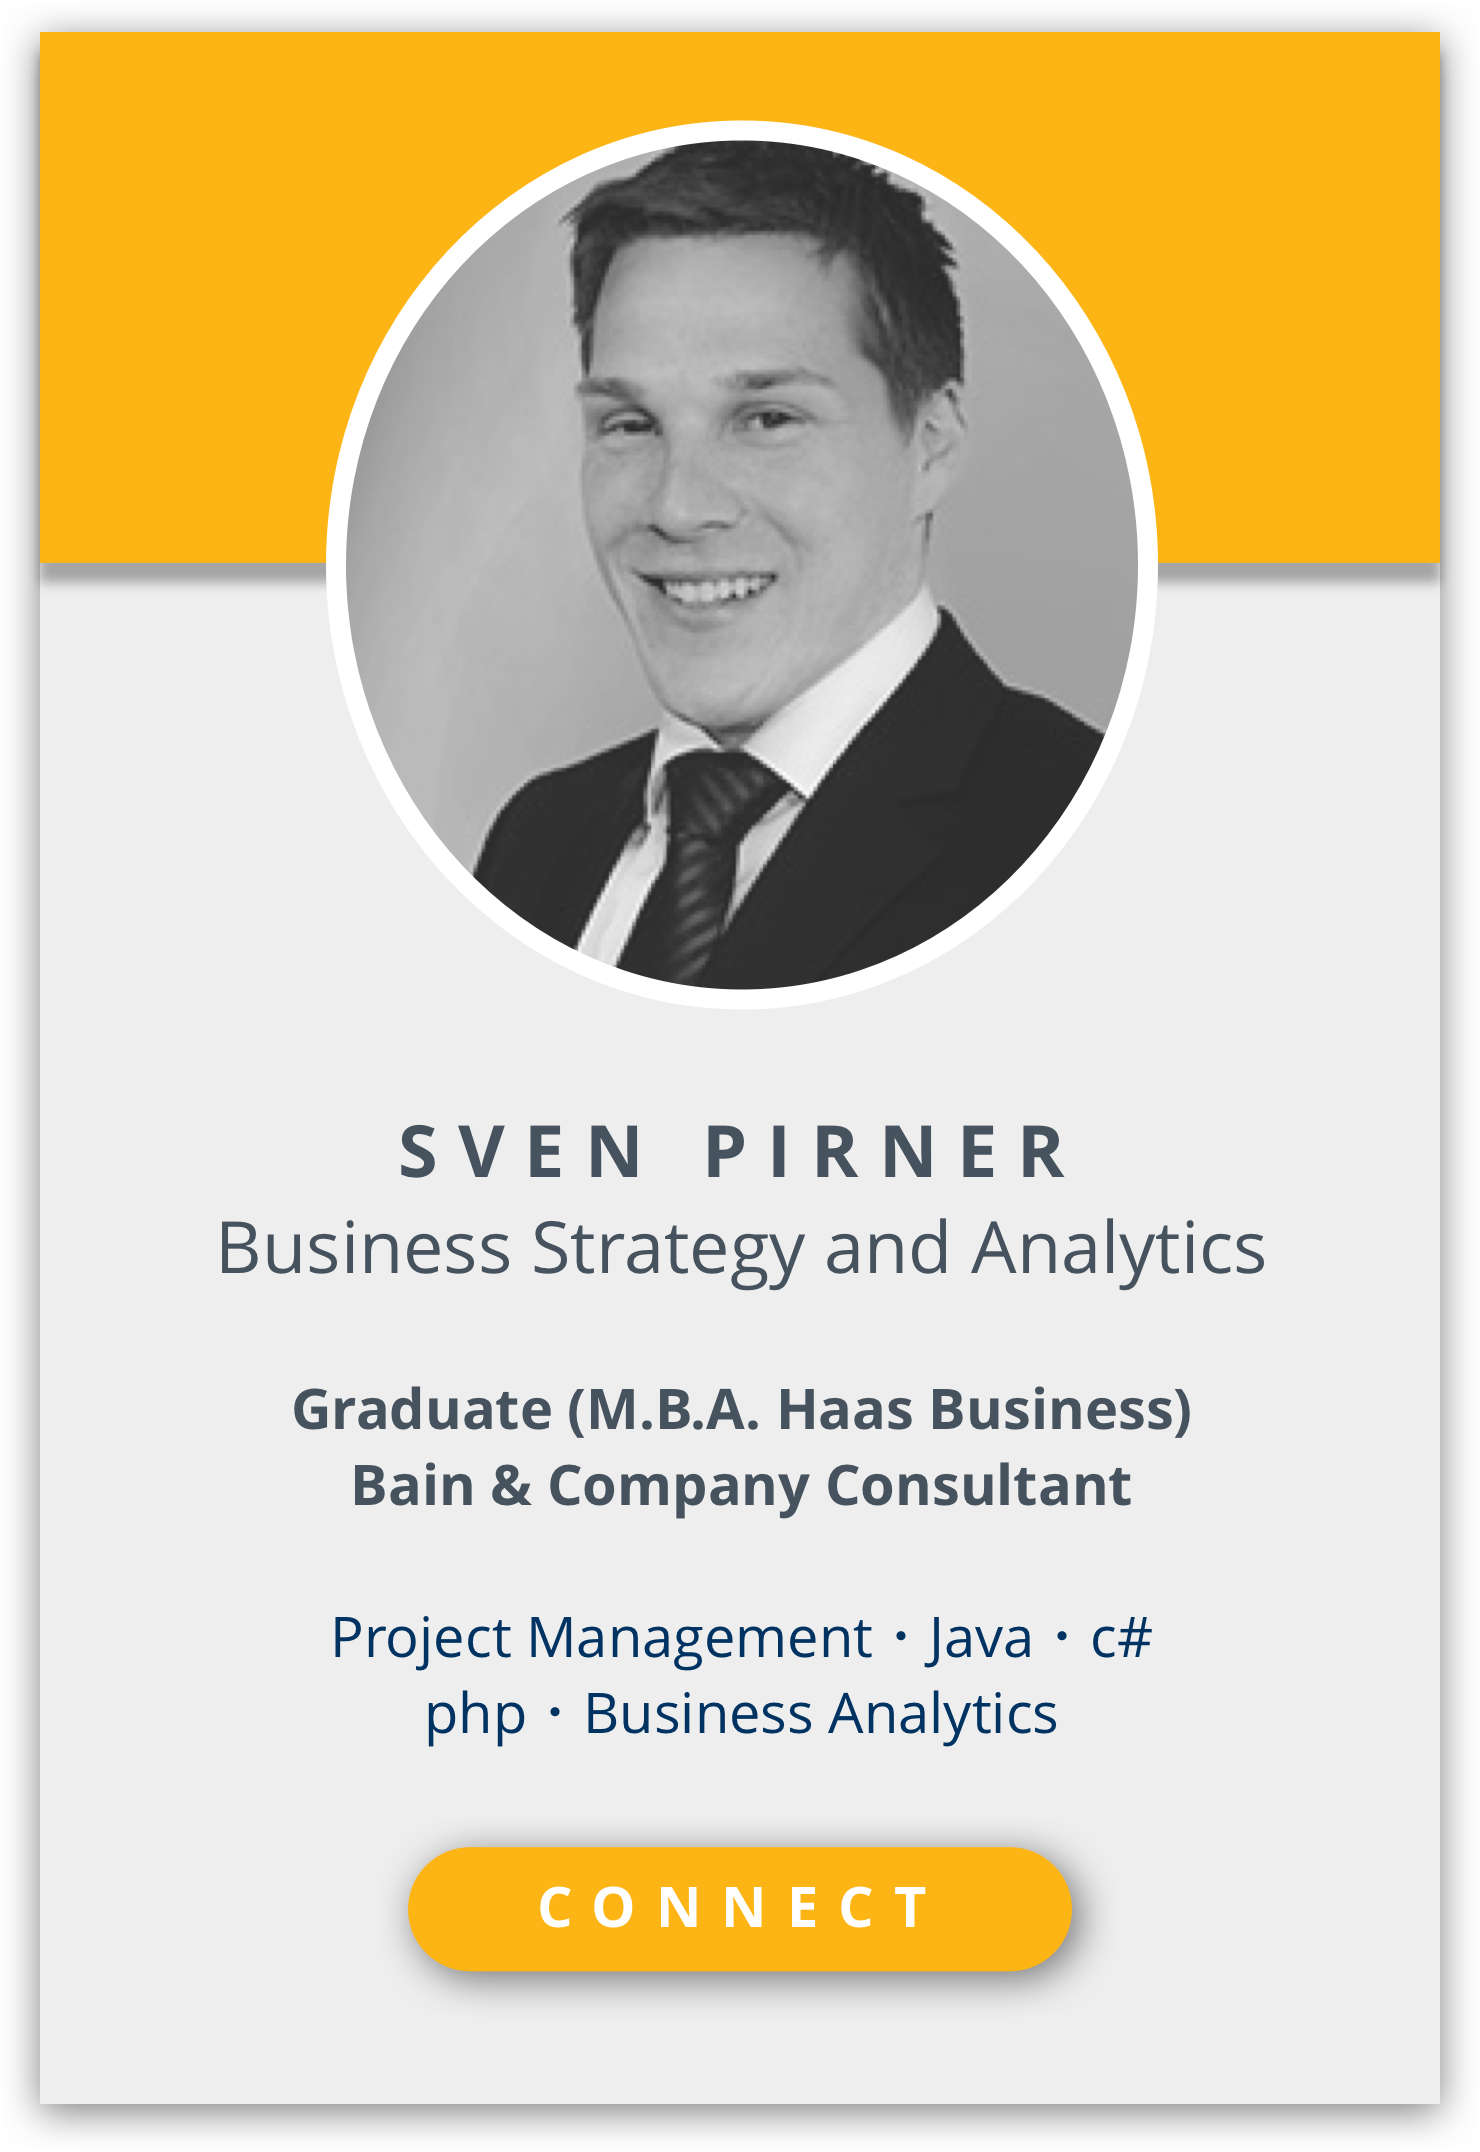 SVEN PIRNER
Business Strategy and Analytics
Graduate (M.B.A. Haas Business)
Bain & Company Consultant
Project Management · Java · c#
php · Business Analytics
CONNECT